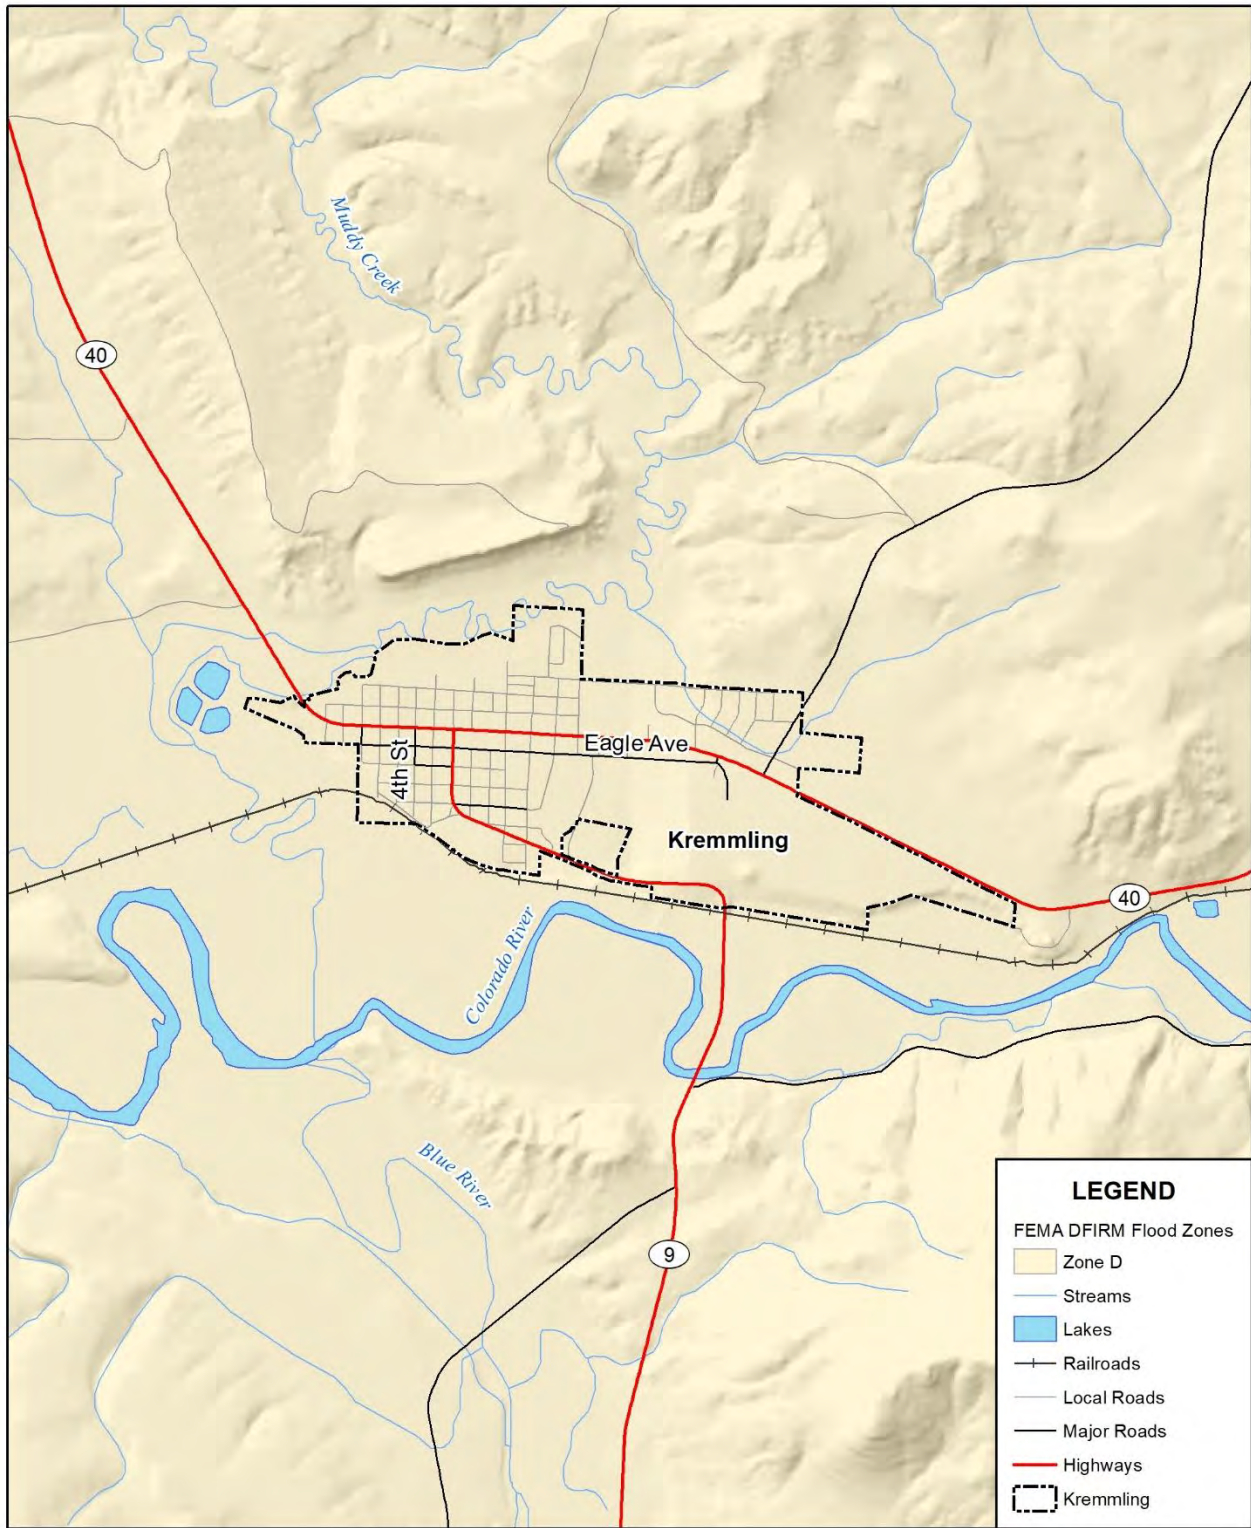 Muddy Creek
40
Eagle Ave
4th St
Kremmling
40
Colorado River
Blue River
9
LEGEND
FEMA DFIRM Flood Zones
Zone D
Streams
Lakes
Railroads
Local Roads
Major Roads
Highways
Kremmling